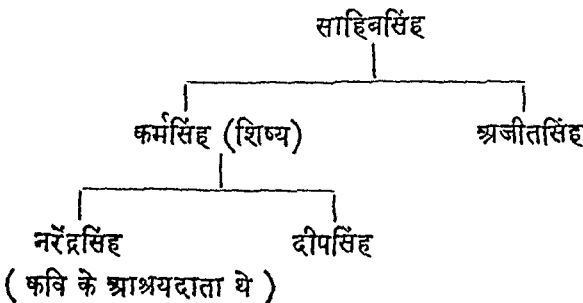 साहिबसिंह
कर्मसिंह (शिष्य) अजीतसिंह
नरेंद्रसिंह दीपसिंह
( कवि के आश्रयदाता थे )